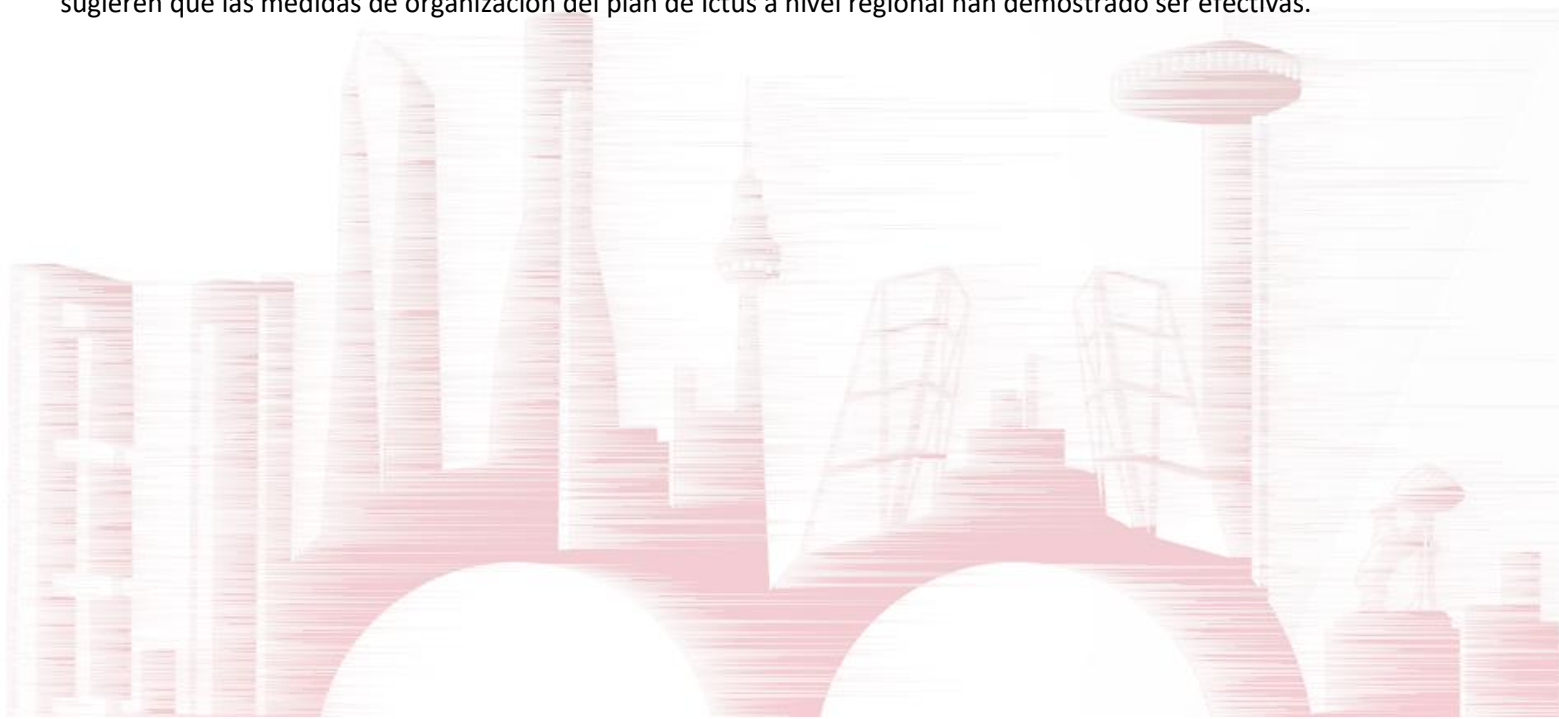 sugieren que las medidas de organización del plan de ictus a nivel regional han demostrado ser efectivas.